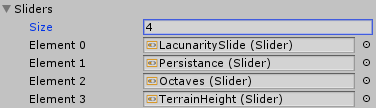 Sliders
Size 4
Element 0 LacunaritySlide (Slider)
Element 1 Persistance (Slider)
Element 2 Octaves (Slider)
Element 3 TerrainHeight (Slider)